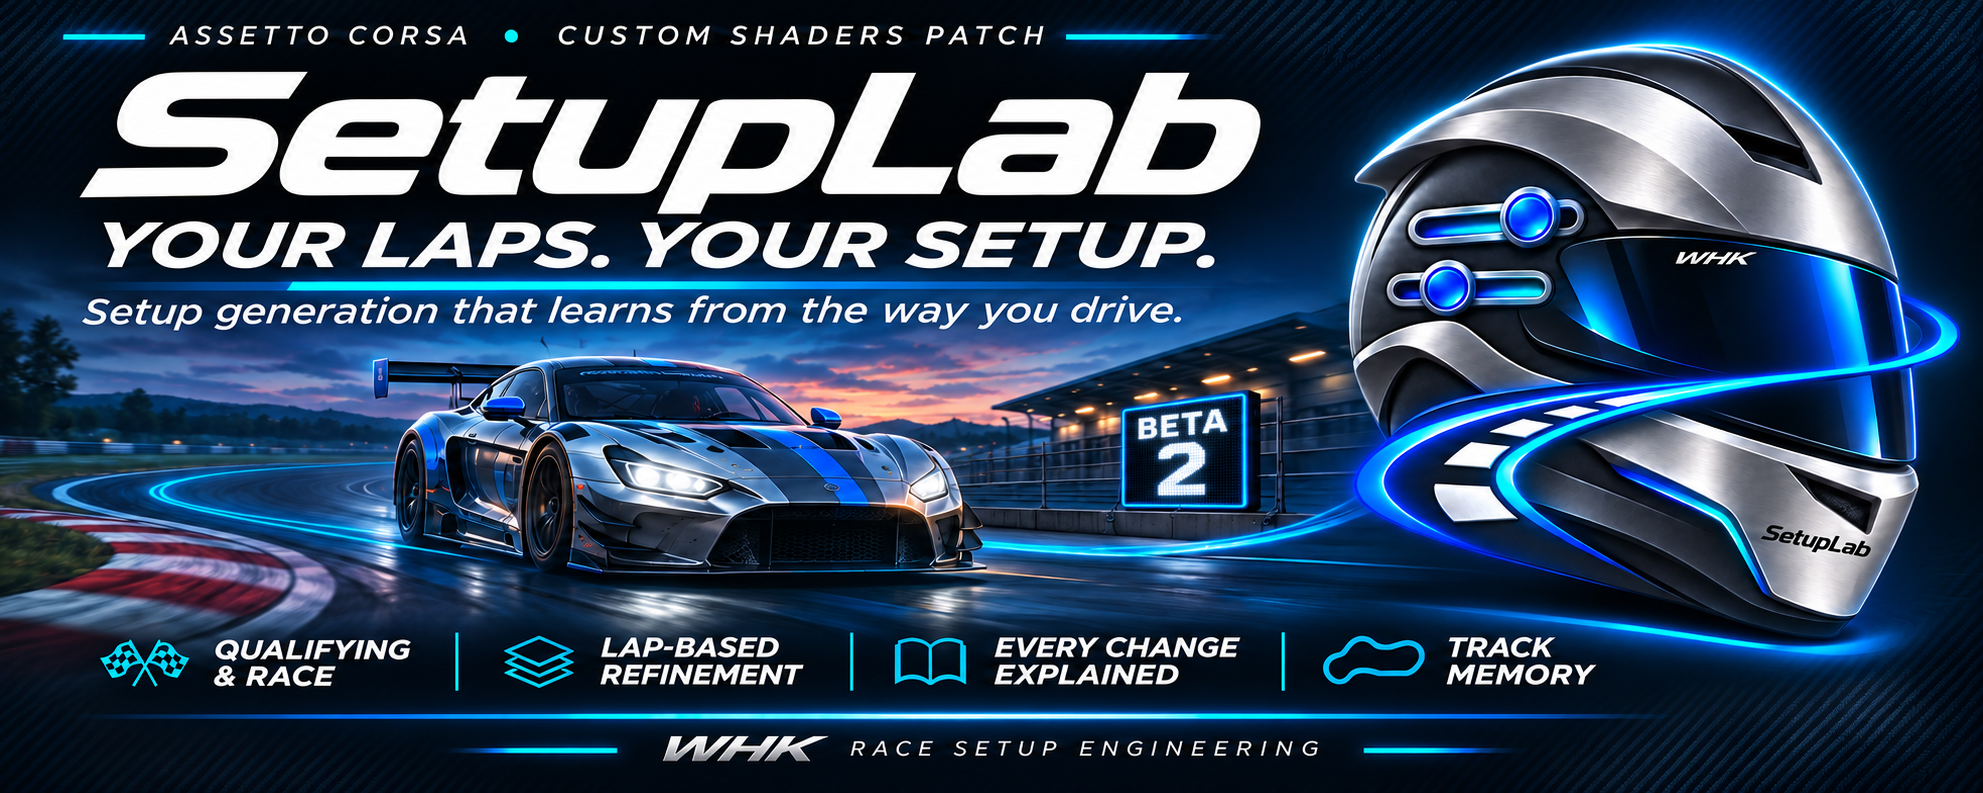 ASSETTO CORSA • CUSTOM SHADERS PATCH
SetupLab
YOUR LAPS. YOUR SETUP.
Setup generation that learns from the way you drive.
WHK
BETA
2
SetupLab
QUALIFYING
& RACE
LAP-BASED
REFINEMENT
EVERY CHANGE
EXPLAINED
TRACK
MEMORY
WHK RACE SETUP ENGINEERING